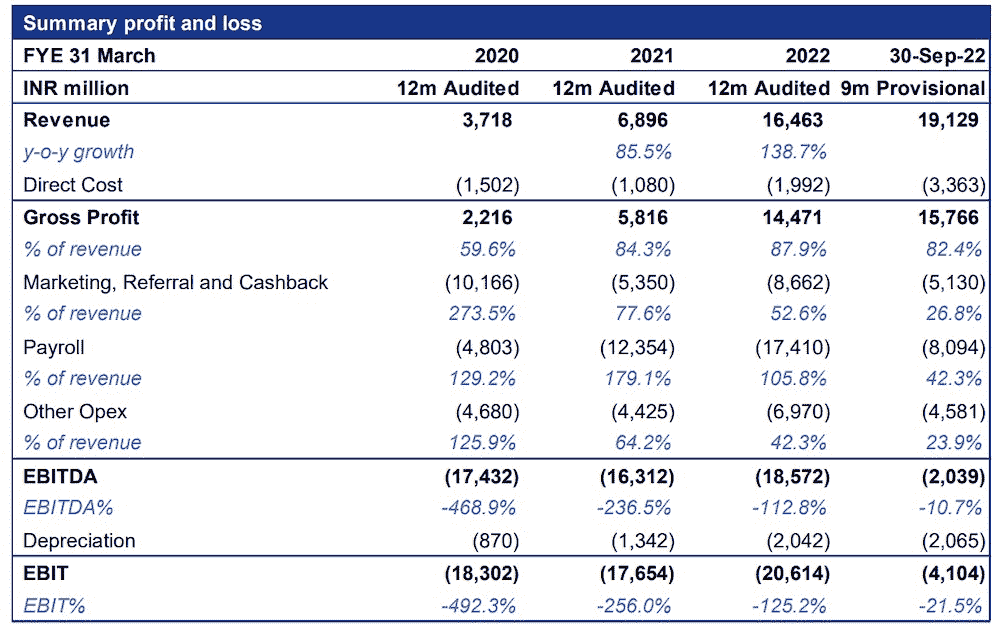 Summary profit and loss
FYE 31 March 2020 2021 2022 30-Sep-22
INR million 12m Audited 12m Audited 12m Audited 9m Provisional
Revenue 3,718 6,896 16,463 19,129
y-o-y growth 85.5% 138.7%
Direct Cost (1,502) (1,080) (1,992) (3,363)
Gross Profit 2,216 5,816 14,471 15,766
% of revenue 59.6% 84.3% 87.9% 82.4%
Marketing, Referral and Cashback (10,166) (5,350) (8,662) (5,130)
% of revenue 273.5% 77.6% 52.6% 26.8%
Payroll (4,803) (12,354) (17,410) (8,094)
% of revenue 129.2% 179.1% 105.8% 42.3%
Other Opex (4,680) (4,425) (6,970) (4,581)
% of revenue 125.9% 64.2% 42.3% 23.9%
EBITDA (17,432) (16,312) (18,572) (2,039)
EBITDA% -468.9% -236.5% -112.8% -10.7%
Depreciation (870) (1,342) (2,042) (2,065)
EBIT (18,302) (17,654) (20,614) (4,104)
EBIT% -492.3% -256.0% -125.2% -21.5%